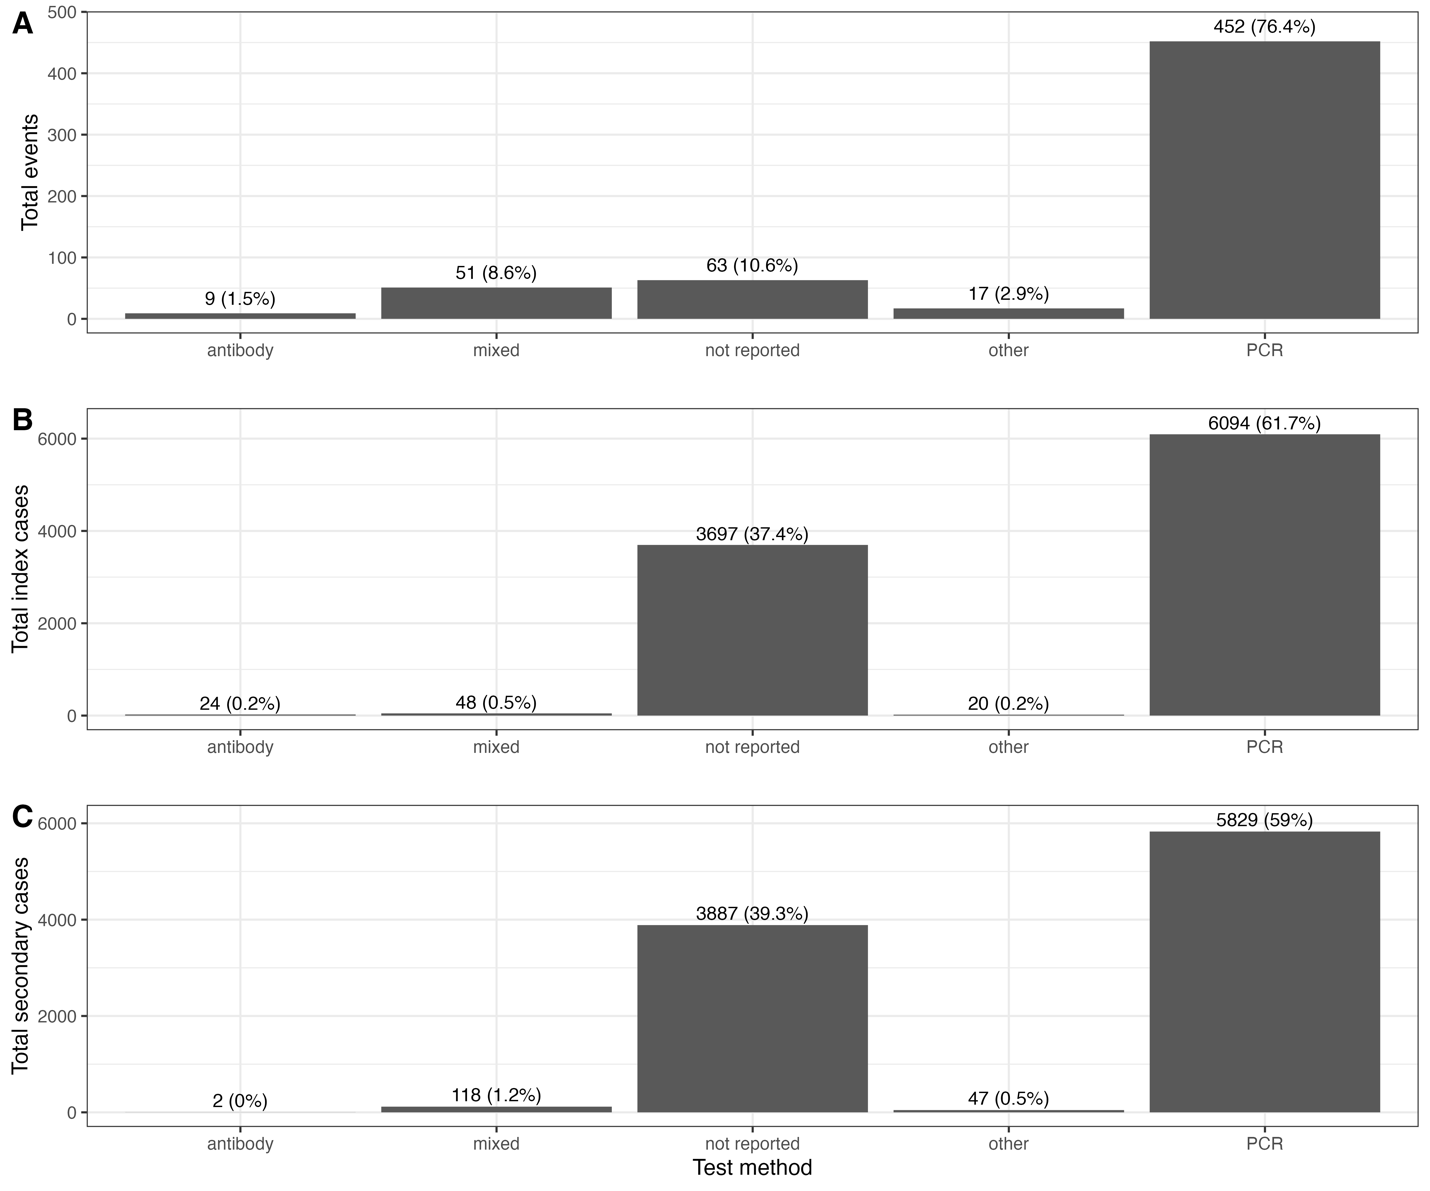 A
Total events
500
400
300
200
100
0
9 (1.5%)
51 (8.6%)
63 (10.6%)
17 (2.9%)
452 (76.4%)
antibody
mixed
not reported
other
PCR
B
Total index cases
6000
4000
2000
0
24 (0.2%)
48 (0.5%)
3697 (37.4%)
20 (0.2%)
6094 (61.7%)
antibody
mixed
not reported
other
PCR
C
Total secondary cases
6000
4000
2000
0
2 (0%)
118 (1.2%)
3887 (39.3%)
47 (0.5%)
5829 (59%)
antibody
mixed
not reported
other
PCR
Test method